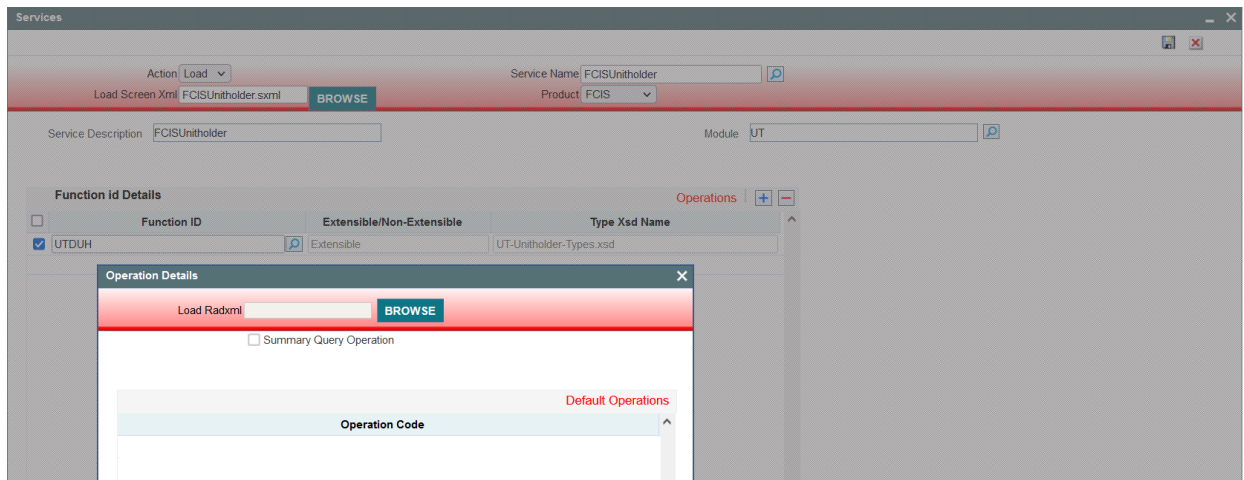 Services
Action Load Service Name FCISUnitholder
Load Screen Xml FCISUnitholder.sxml BROWSE Product FCIS
Service Description FCISUnitholder Module UT
Function id Details Operations
Function ID Extensible/Non-Extensible Type Xsd Name
UTDUH Extensible UT-Unitholder-Types.xsd
Operation Details
Load Radxml BROWSE
Summary Query Operation
Default Operations
Operation Code